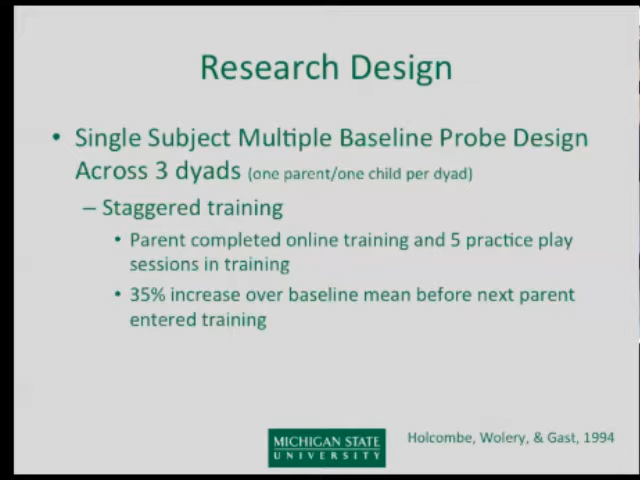 Research Design
• Single Subject Multiple Baseline Probe Design
Across 3 dyads (one parent/one child per dyad)
– Staggered training
• Parent completed online training and 5 practice play
sessions in training
• 35% increase over baseline mean before next parent
entered training
MICHIGAN STATE
UNIVERSITY
Holcombe, Wolery, & Gast, 1994